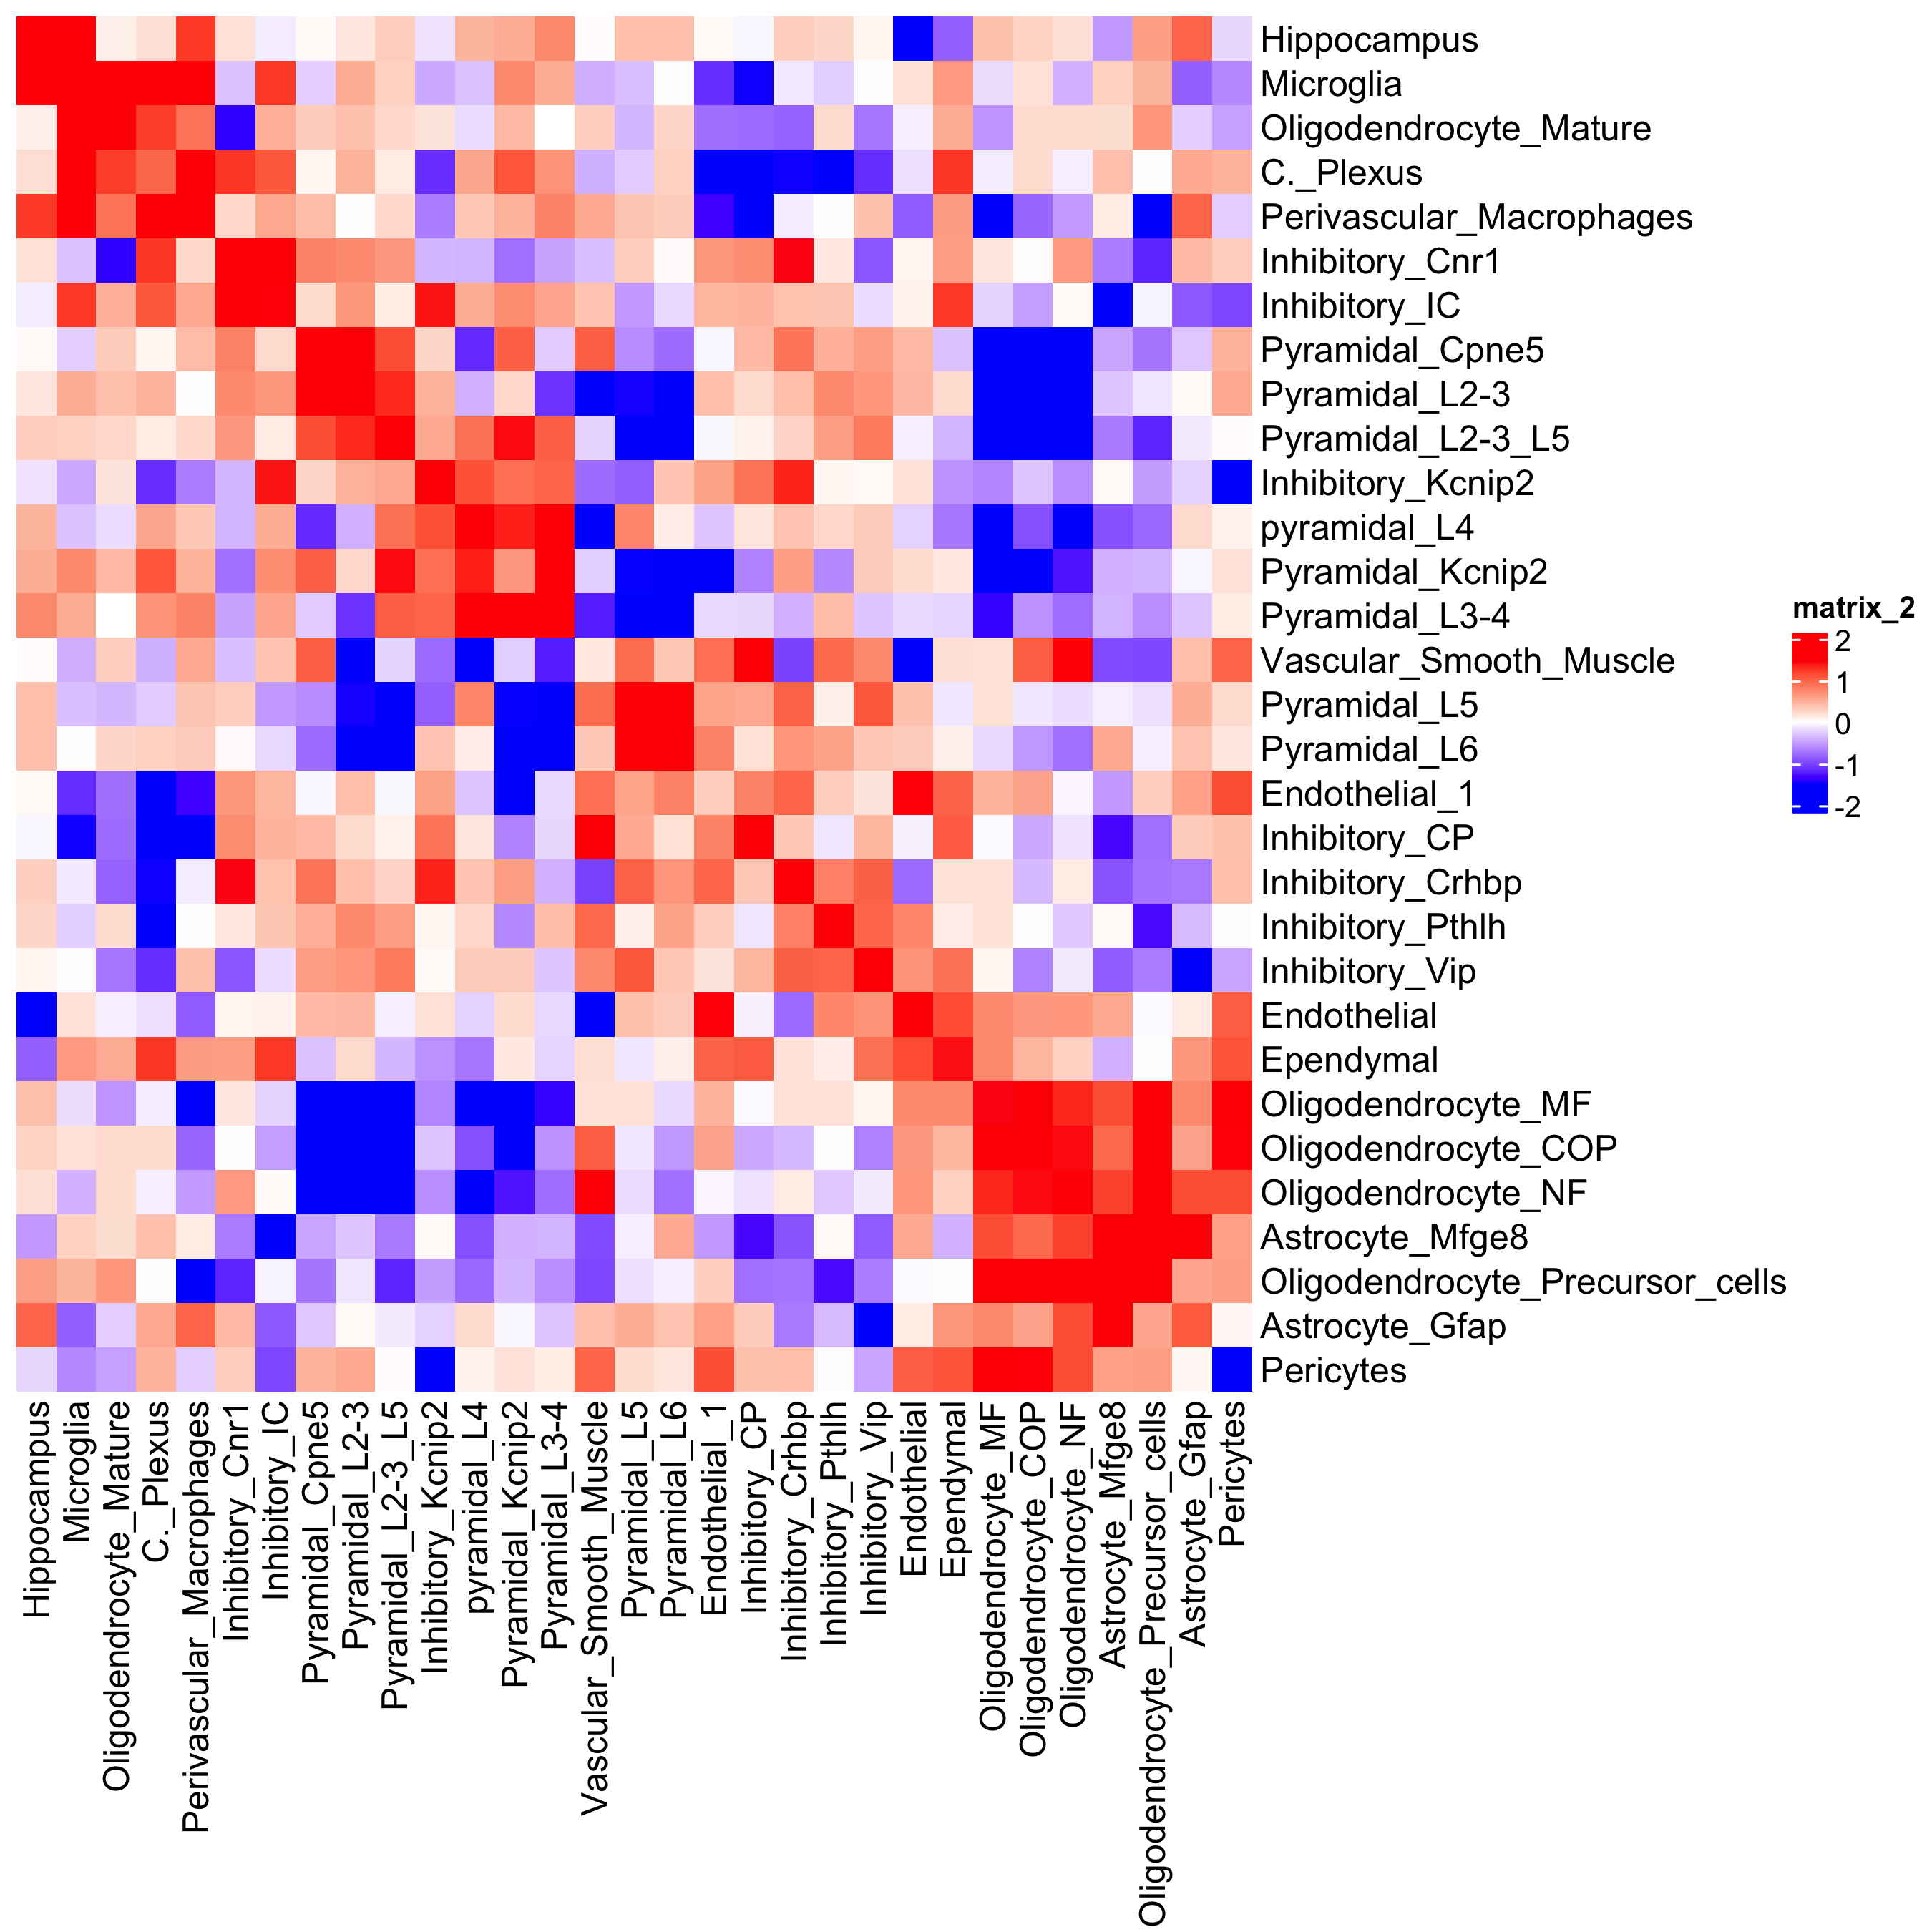 Hippocampus
Microglia
Oligodendrocyte_Mature
C._Plexus
Perivascular_Macrophages
Inhibitory_Cnr1
Inhibitory_IC
Pyramidal_Cpne5
Pyramidal_L2-3
Pyramidal_L2-3_L5
Inhibitory_Kcnip2
pyramidal_L4
Pyramidal_Kcnip2
Pyramidal_L3-4
Vascular_Smooth_Muscle
Pyramidal_L5
Pyramidal_L6
Endothelial_1
Inhibitory_CP
Inhibitory_Crhbp
Inhibitory_Pthlh
Inhibitory_Vip
Endothelial
Ependymal
Oligodendrocyte_MF
Oligodendrocyte_COP
Oligodendrocyte_NF
Astrocyte_Mfge8
Oligodendrocyte_Precursor_cells
Astrocyte_Gfap
Pericytes
matrix_2
2
1
0
-1
-2
Hippocampus
Microglia
Oligodendrocyte_Mature
C._Plexus
Perivascular_Macrophages
Inhibitory_Cnr1
Inhibitory_IC
Pyramidal_Cpne5
Pyramidal_L2-3
Pyramidal_L2-3_L5
Inhibitory_Kcnip2
pyramidal_L4
Pyramidal_Kcnip2
Pyramidal_L3-4
Vascular_Smooth_Muscle
Pyramidal_L5
Pyramidal_L6
Endothelial_1
Inhibitory_CP
Inhibitory_Crhbp
Inhibitory_Pthlh
Inhibitory_Vip
Endothelial
Ependymal
Oligodendrocyte_MF
Oligodendrocyte_COP
Oligodendrocyte_NF
Astrocyte_Mfge8
Oligodendrocyte_Precursor_cells
Astrocyte_Gfap
Pericytes